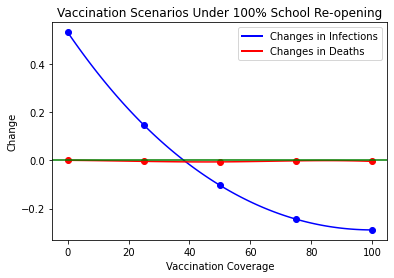 Vaccination Scenarios Under 100% School Re-opening
Changes in Infections
Changes in Deaths
Change
0.4
0.2
0.0
−0.2
0 20 40 60 80 100
Vaccination Coverage